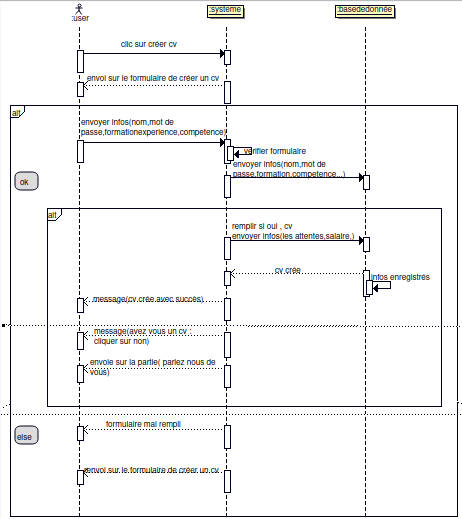 :user
:système
:basededonnée
clic sur créer cv
envoi sur le formulaire de créer un cv
alt
envoyer infos(nom,mot de
passe,formationexperience,competence)
vérifier formulaire
envoyer infos(nom,mot de
passe,formation,competence...)
ok
alt
remplir si oui , cv
envoyer infos(les attentes,salaire,)
cv crée
infos enregistrés
message(cv crée avec succès)
message(avez vous un cv :
cliquer sur non)
envoie sur la partie( parlez nous de
vous)
formulaire mal rempli
else
renvoi sur le formulaire de créer un cv